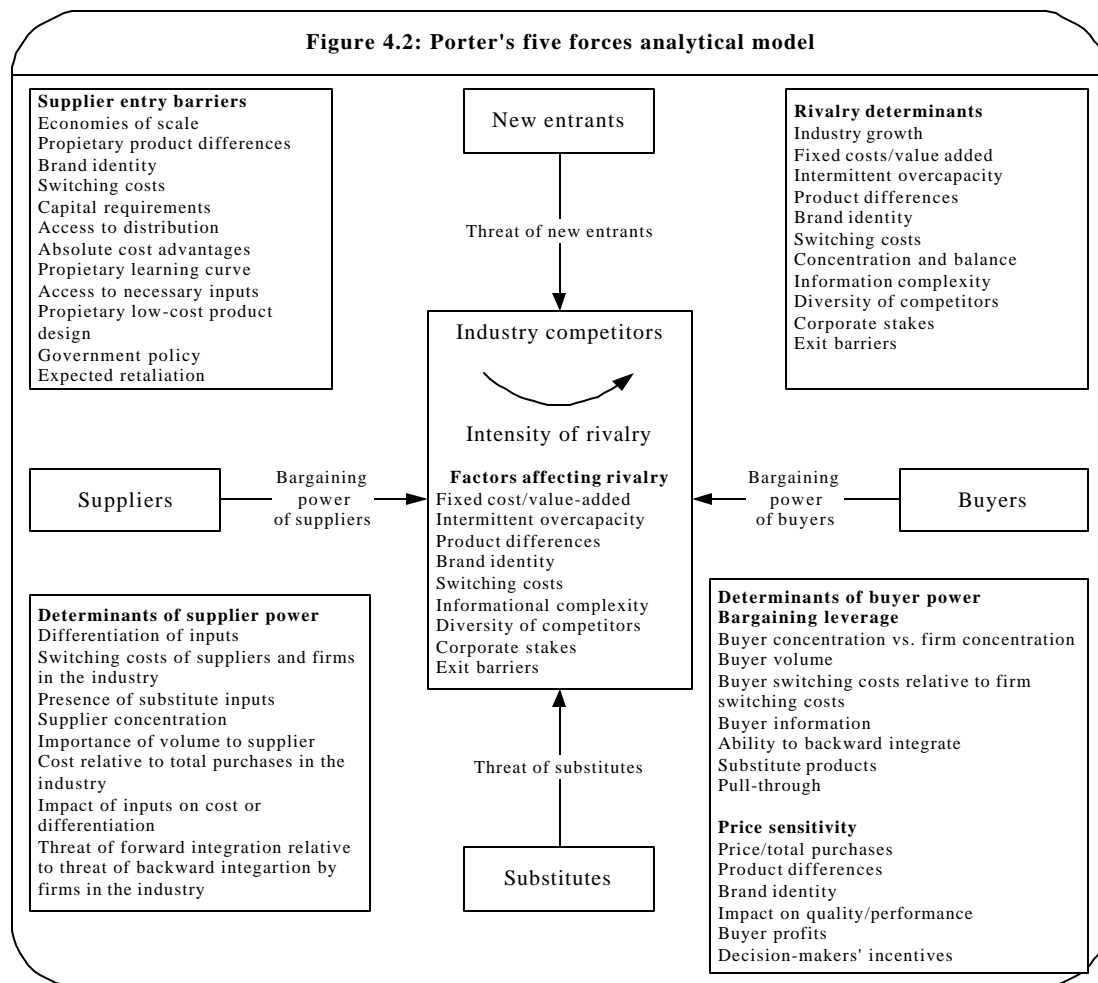 Figure 4.2: Porter's five forces analytical model
Supplier entry barriers
Economies of scale
Propietary product differences
Brand identity
Switching costs
Capital requirements
Access to distribution
Absolute cost advantages
Propietary learning curve
Access to necessary inputs
Propietary low-cost product
design
Government policy
Expected retaliation
New entrants
Threat of new entrants
Rivalry determinants
Industry growth
Fixed costs/value added
Intermittent overcapacity
Product differences
Brand identity
Switching costs
Concentration and balance
Information complexity
Diversity of competitors
Corporate stakes
Exit barriers
Industry competitors
Intensity of rivalry
Factors affecting rivalry
Fixed cost/value-added
Intermittent overcapacity
Product differences
Brand identity
Switching costs
Informational complexity
Diversity of competitors
Corporate stakes
Exit barriers
Suppliers
Bargaining
power
of suppliers
Bargaining
power
of buyers
Buyers
Determinants of supplier power
Differentiation of inputs
Switching costs of suppliers and firms
in the industry
Presence of substitute inputs
Supplier concentration
Importance of volume to supplier
Cost relative to total purchases in the
industry
Impact of inputs on cost or
differentiation
Threat of forward integration relative
to threat of backward integartion by
firms in the industry
Threat of substitutes
Substitutes
Determinants of buyer power
Bargaining leverage
Buyer concentration vs. firm concentration
Buyer volume
Buyer switching costs relative to firm
switching costs
Buyer information
Ability to backward integrate
Substitute products
Pull-through
Price sensitivity
Price/total purchases
Product differences
Brand identity
Impact on quality/performance
Buyer profits
Decision-makers' incentives